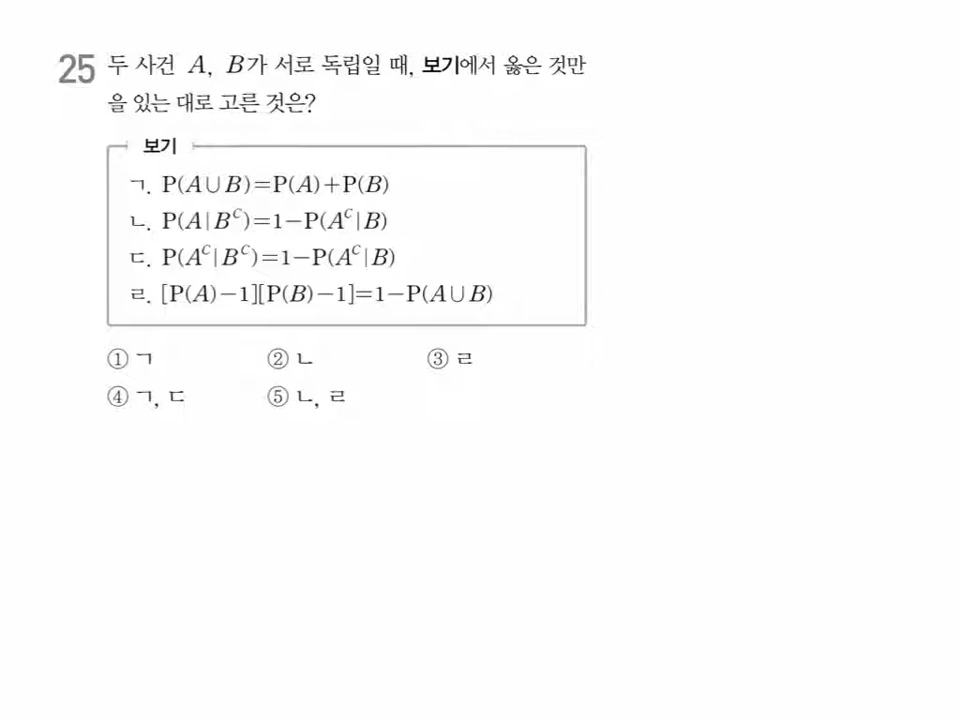 25 두 사건 A, B가 서로 독립일 때, 보기에서 옳은 것만
을 있는 대로 고른 것은?
보기
ㄱ. P(A∪B)=P(A)+P(B)
ㄴ. P(A|B^C)=1-P(A^C|B)
ㄷ. P(A^C|B^C)=1-P(A^C|B)
ㄹ. [P(A)-1][P(B)-1]=1-P(A∪B)
① ㄱ ② ㄴ ③ ㄹ
④ ㄱ, ㄷ ⑤ ㄴ, ㄹ